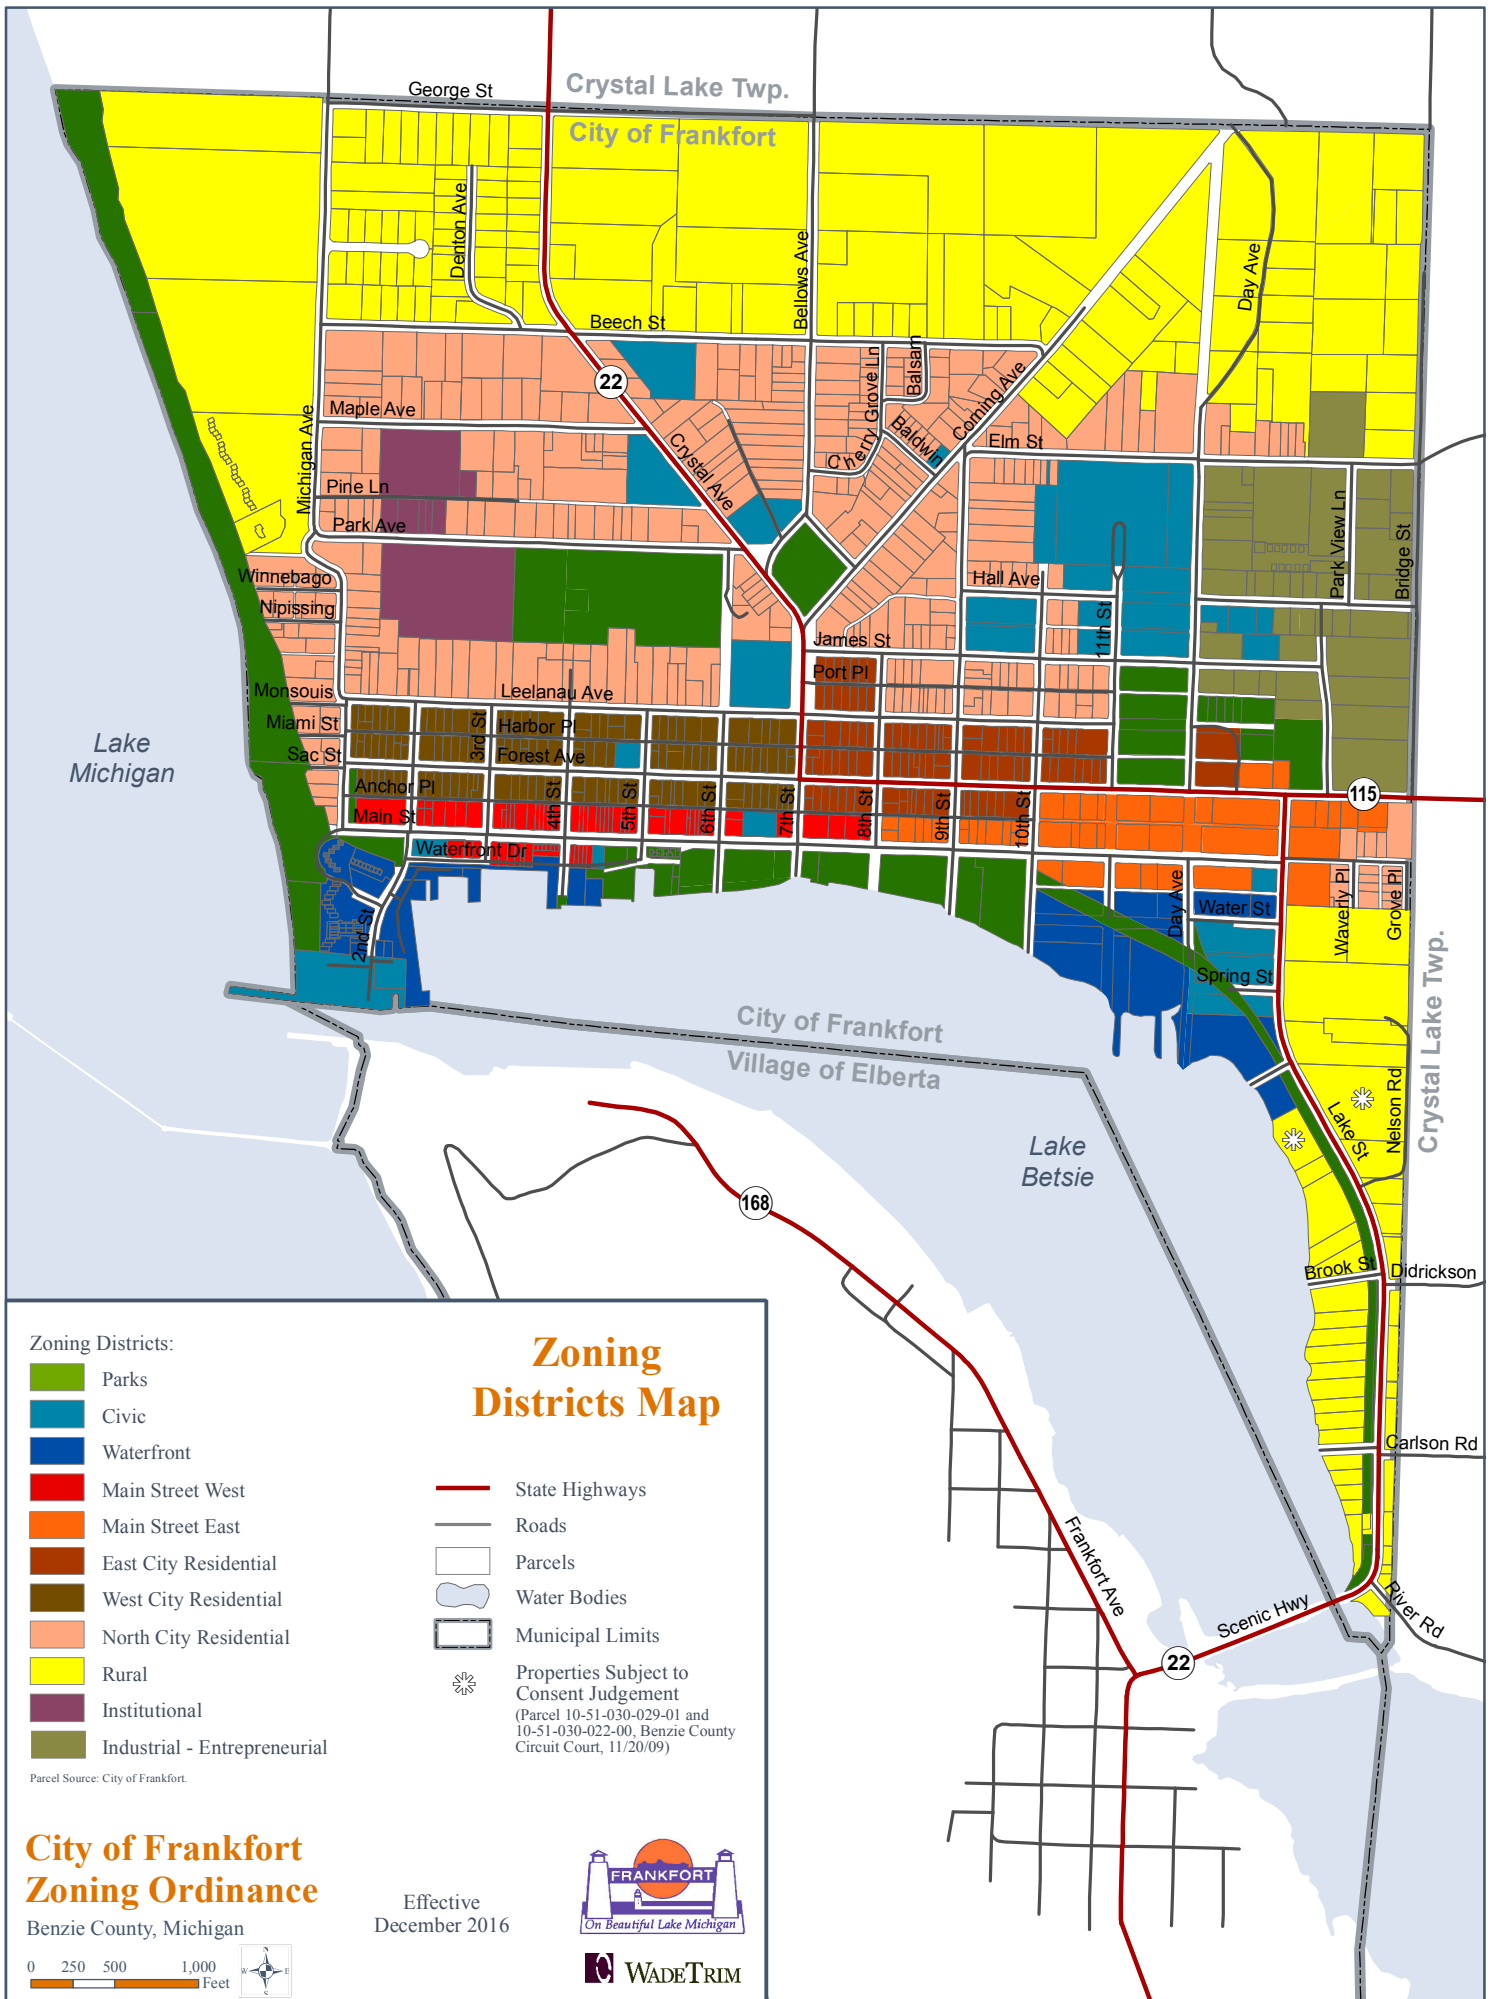 Crystal Lake Twp.
George St
City of Frankfort
Denton Ave
Bellows Ave
Day Ave
Beech St
22
Balsam
Cherry Grove Ln
Corning Ave
Maple Ave
Baldwin
Elm St
Michigan Ave
Crystal Ave
Pine Ln
Park Ave
Park View Ln
Bridge St
Winnebago
Hall Ave
Nipissing
11th St
James St
Port Pl
Monsouis
Leelanau Ave
Miami St
3rd St
Harbor Pl
Lake
Michigan
Sac St
Forest Ave
Anchor Pl
115
Main St
4th St
5th St
6th St
7th St
8th St
9th St
10th St
Waterfront Dr
2nd St
Day Ave
Water St
Waverly Pl
Grove Pl
Spring St
Crystal Lake Twp.
City of Frankfort
Village of Elberta
Lake St
Nelson Rd
Lake
Betsie
168
Brook St
Didrickson
Carlson Rd
Frankfort Ave
Scenic Hwy
River Rd
22
Zoning Districts:
Parks
Civic
Waterfront
Main Street West
Main Street East
East City Residential
West City Residential
North City Residential
Rural
Institutional
Industrial - Entrepreneurial
Parcel Source: City of Frankfort.
Zoning
Districts Map
State Highways
Roads
Parcels
Water Bodies
Municipal Limits
Properties Subject to
Consent Judgement
(Parcel 10-51-030-029-01 and
10-51-030-022-00, Benzie County
Circuit Court, 11/20/09)
City of Frankfort
Zoning Ordinance
Benzie County, Michigan
Effective
December 2016
0 250 500 1,000
Feet
N
W E
S
FRANKFORT
On Beautiful Lake Michigan
WADETRIM